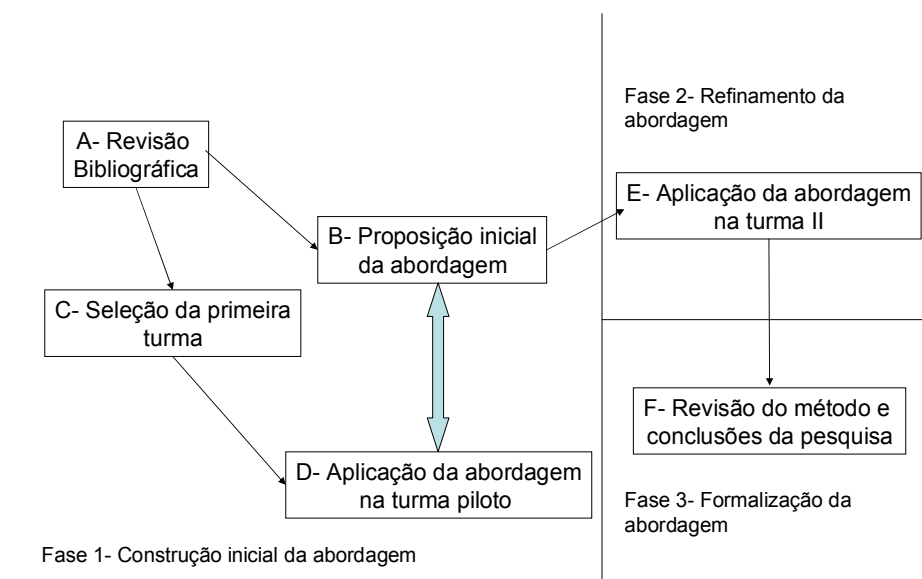 A- Revisão
Bibliográfica
B- Proposição inicial
da abordagem
C- Seleção da primeira
turma
D- Aplicação da abordagem
na turma piloto
Fase 1- Construção inicial da abordagem
Fase 2- Refinamento da
abordagem
E- Aplicação da abordagem
na turma II
F- Revisão do método e
conclusões da pesquisa
Fase 3- Formalização da
abordagem